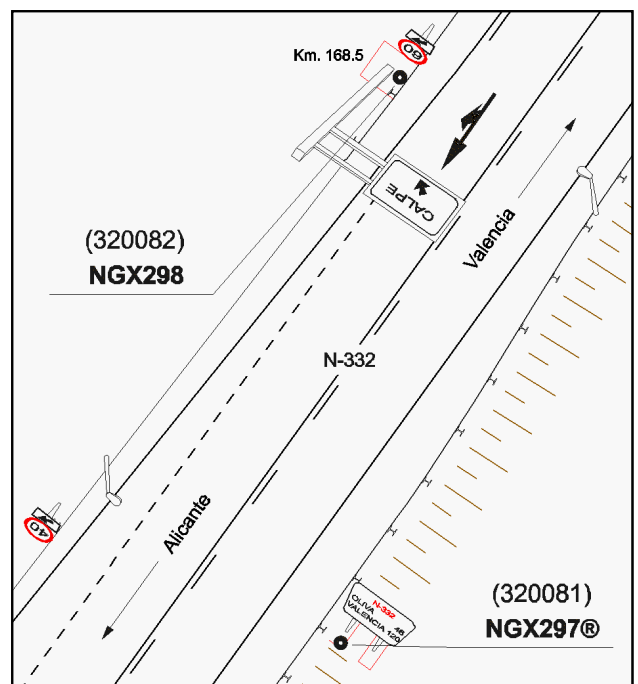 60
Km. 168.5
CALPE
Valencia
(320082)
NGX298
N-332
40
Alicante
N-332
OLIVA 46
VALENCIA 120
(320081)
NGX297®